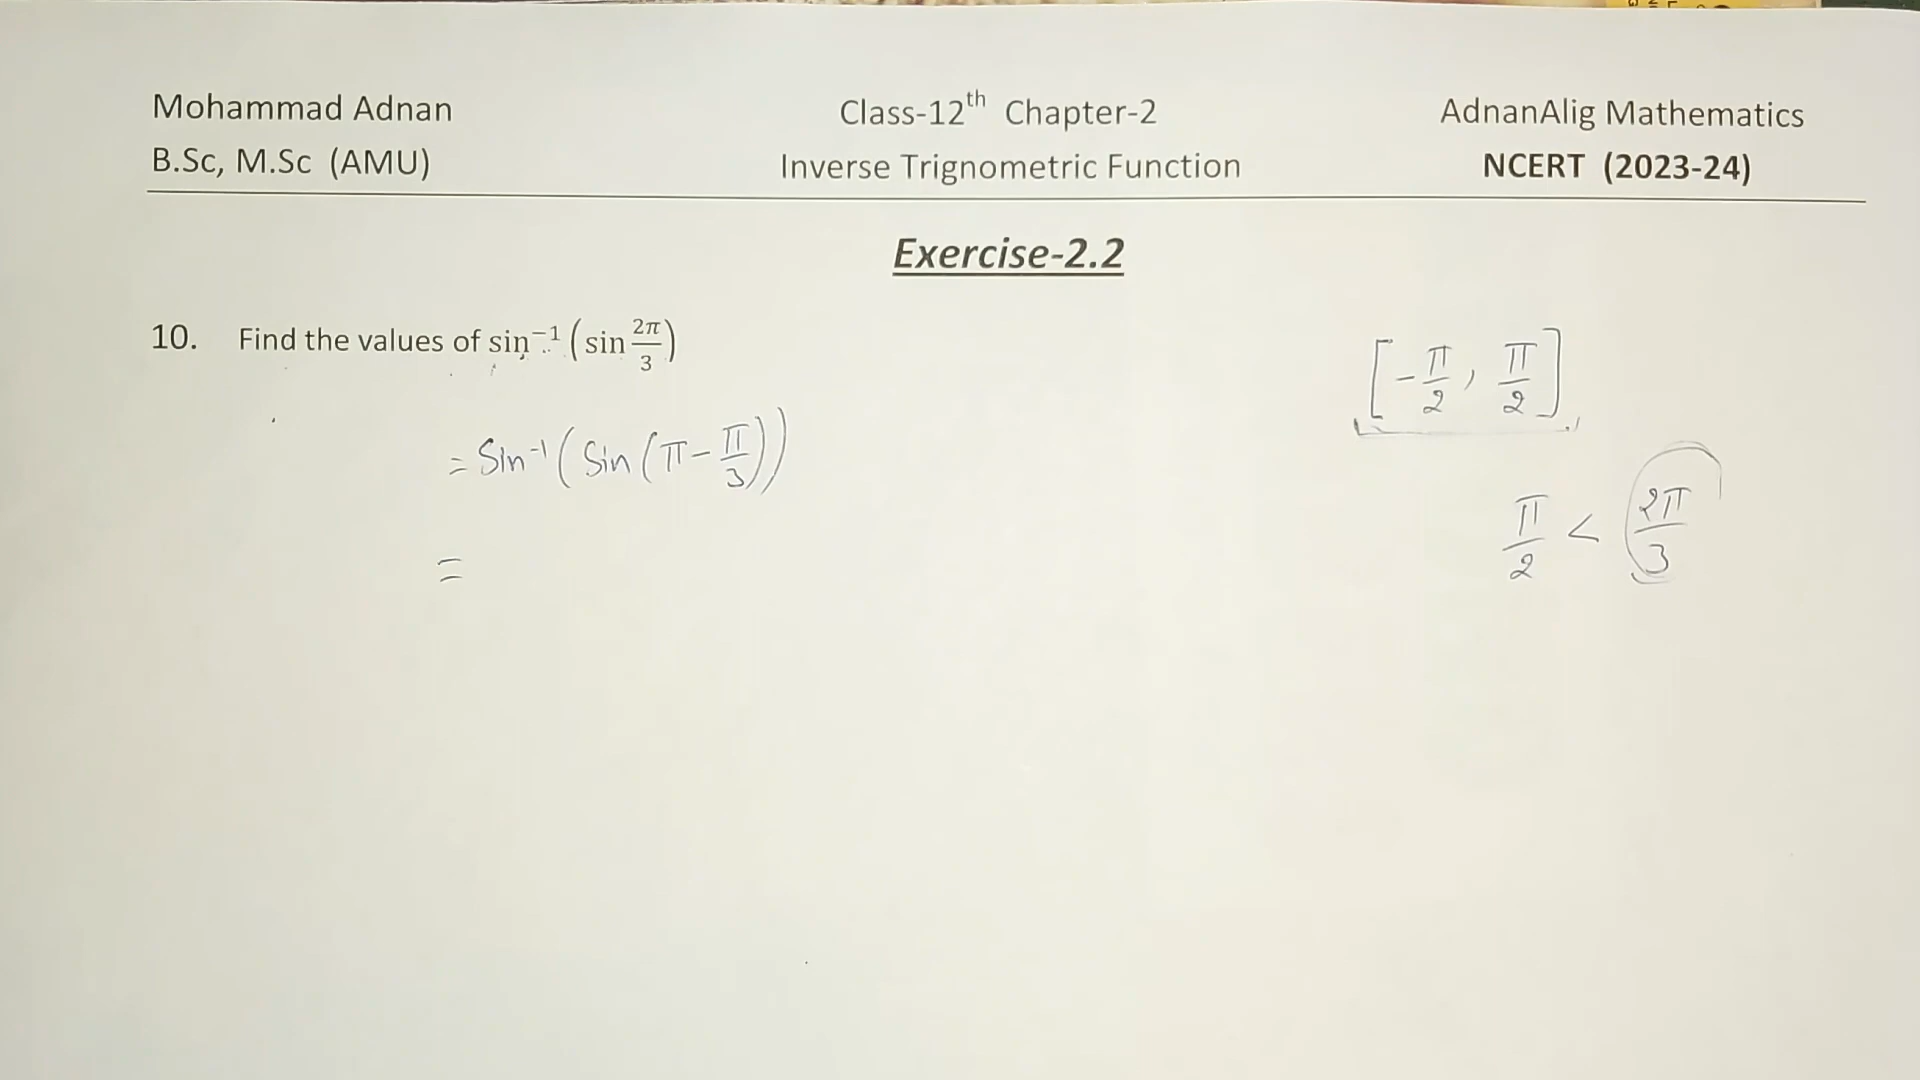 Mohammad Adnan
B.Sc, M.Sc (AMU)
Class-12th Chapter-2
Inverse Trignometric Function
AdnanAlig Mathematics
NCERT (2023-24)
Exercise-2.2
10. Find the values of sin⁻¹(sin 2π/3)
= Sin⁻¹(Sin(π-π/3))
=
[-π/2, π/2]
π/2 < 2π/3